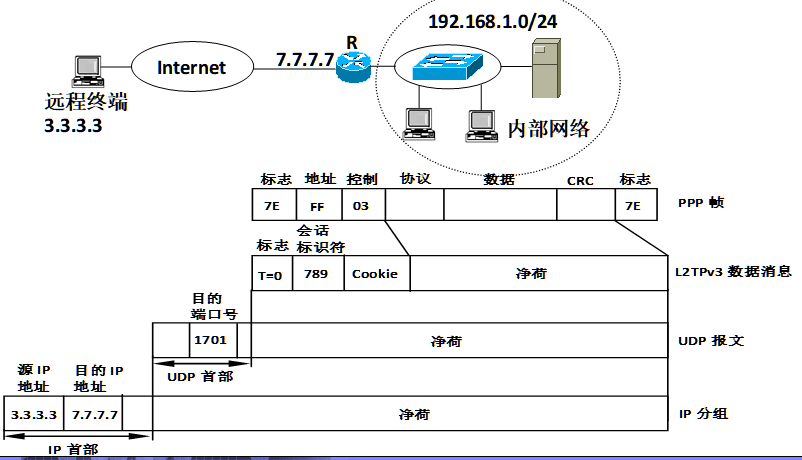 192.168.1.0/24
R
Internet
7.7.7.7
远程终端
3.3.3.3
内部网络
标志 地址 控制 协议 数据 CRC 标志
7E FF 03 7E PPP 帧
会话
标志 标识符
T=0 789 Cookie 净荷 L2TPv3 数据消息
目的
端口号
1701 净荷 UDP 报文
UDP 首部
源 IP 目的 IP
地址 地址
3.3.3.3 7.7.7.7 净荷 IP 分组
IP 首部